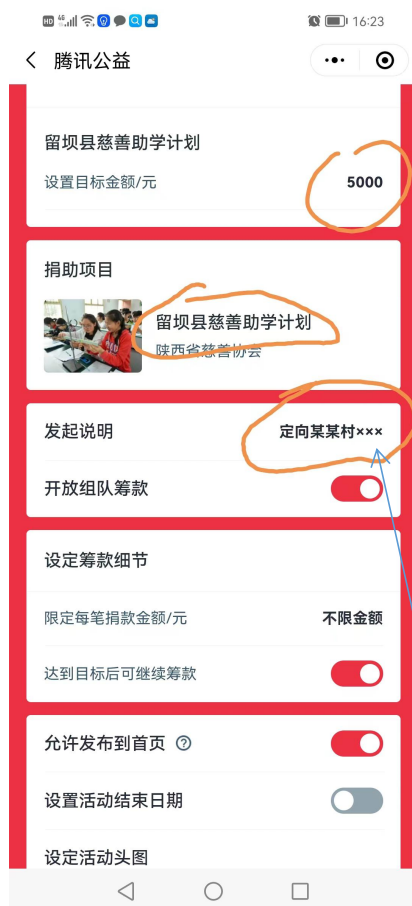 HD 46 16:23
腾讯公益
留坝县慈善助学计划
设置目标金额/元 5000
捐助项目
留坝县慈善助学计划
陕西省慈善协会
发起说明 定向某某村×××
开放组队筹款
设定筹款细节
限定每笔捐款金额/元 不限金额
达到目标后可继续筹款
允许发布到首页 ?
设置活动结束日期
设定活动头图